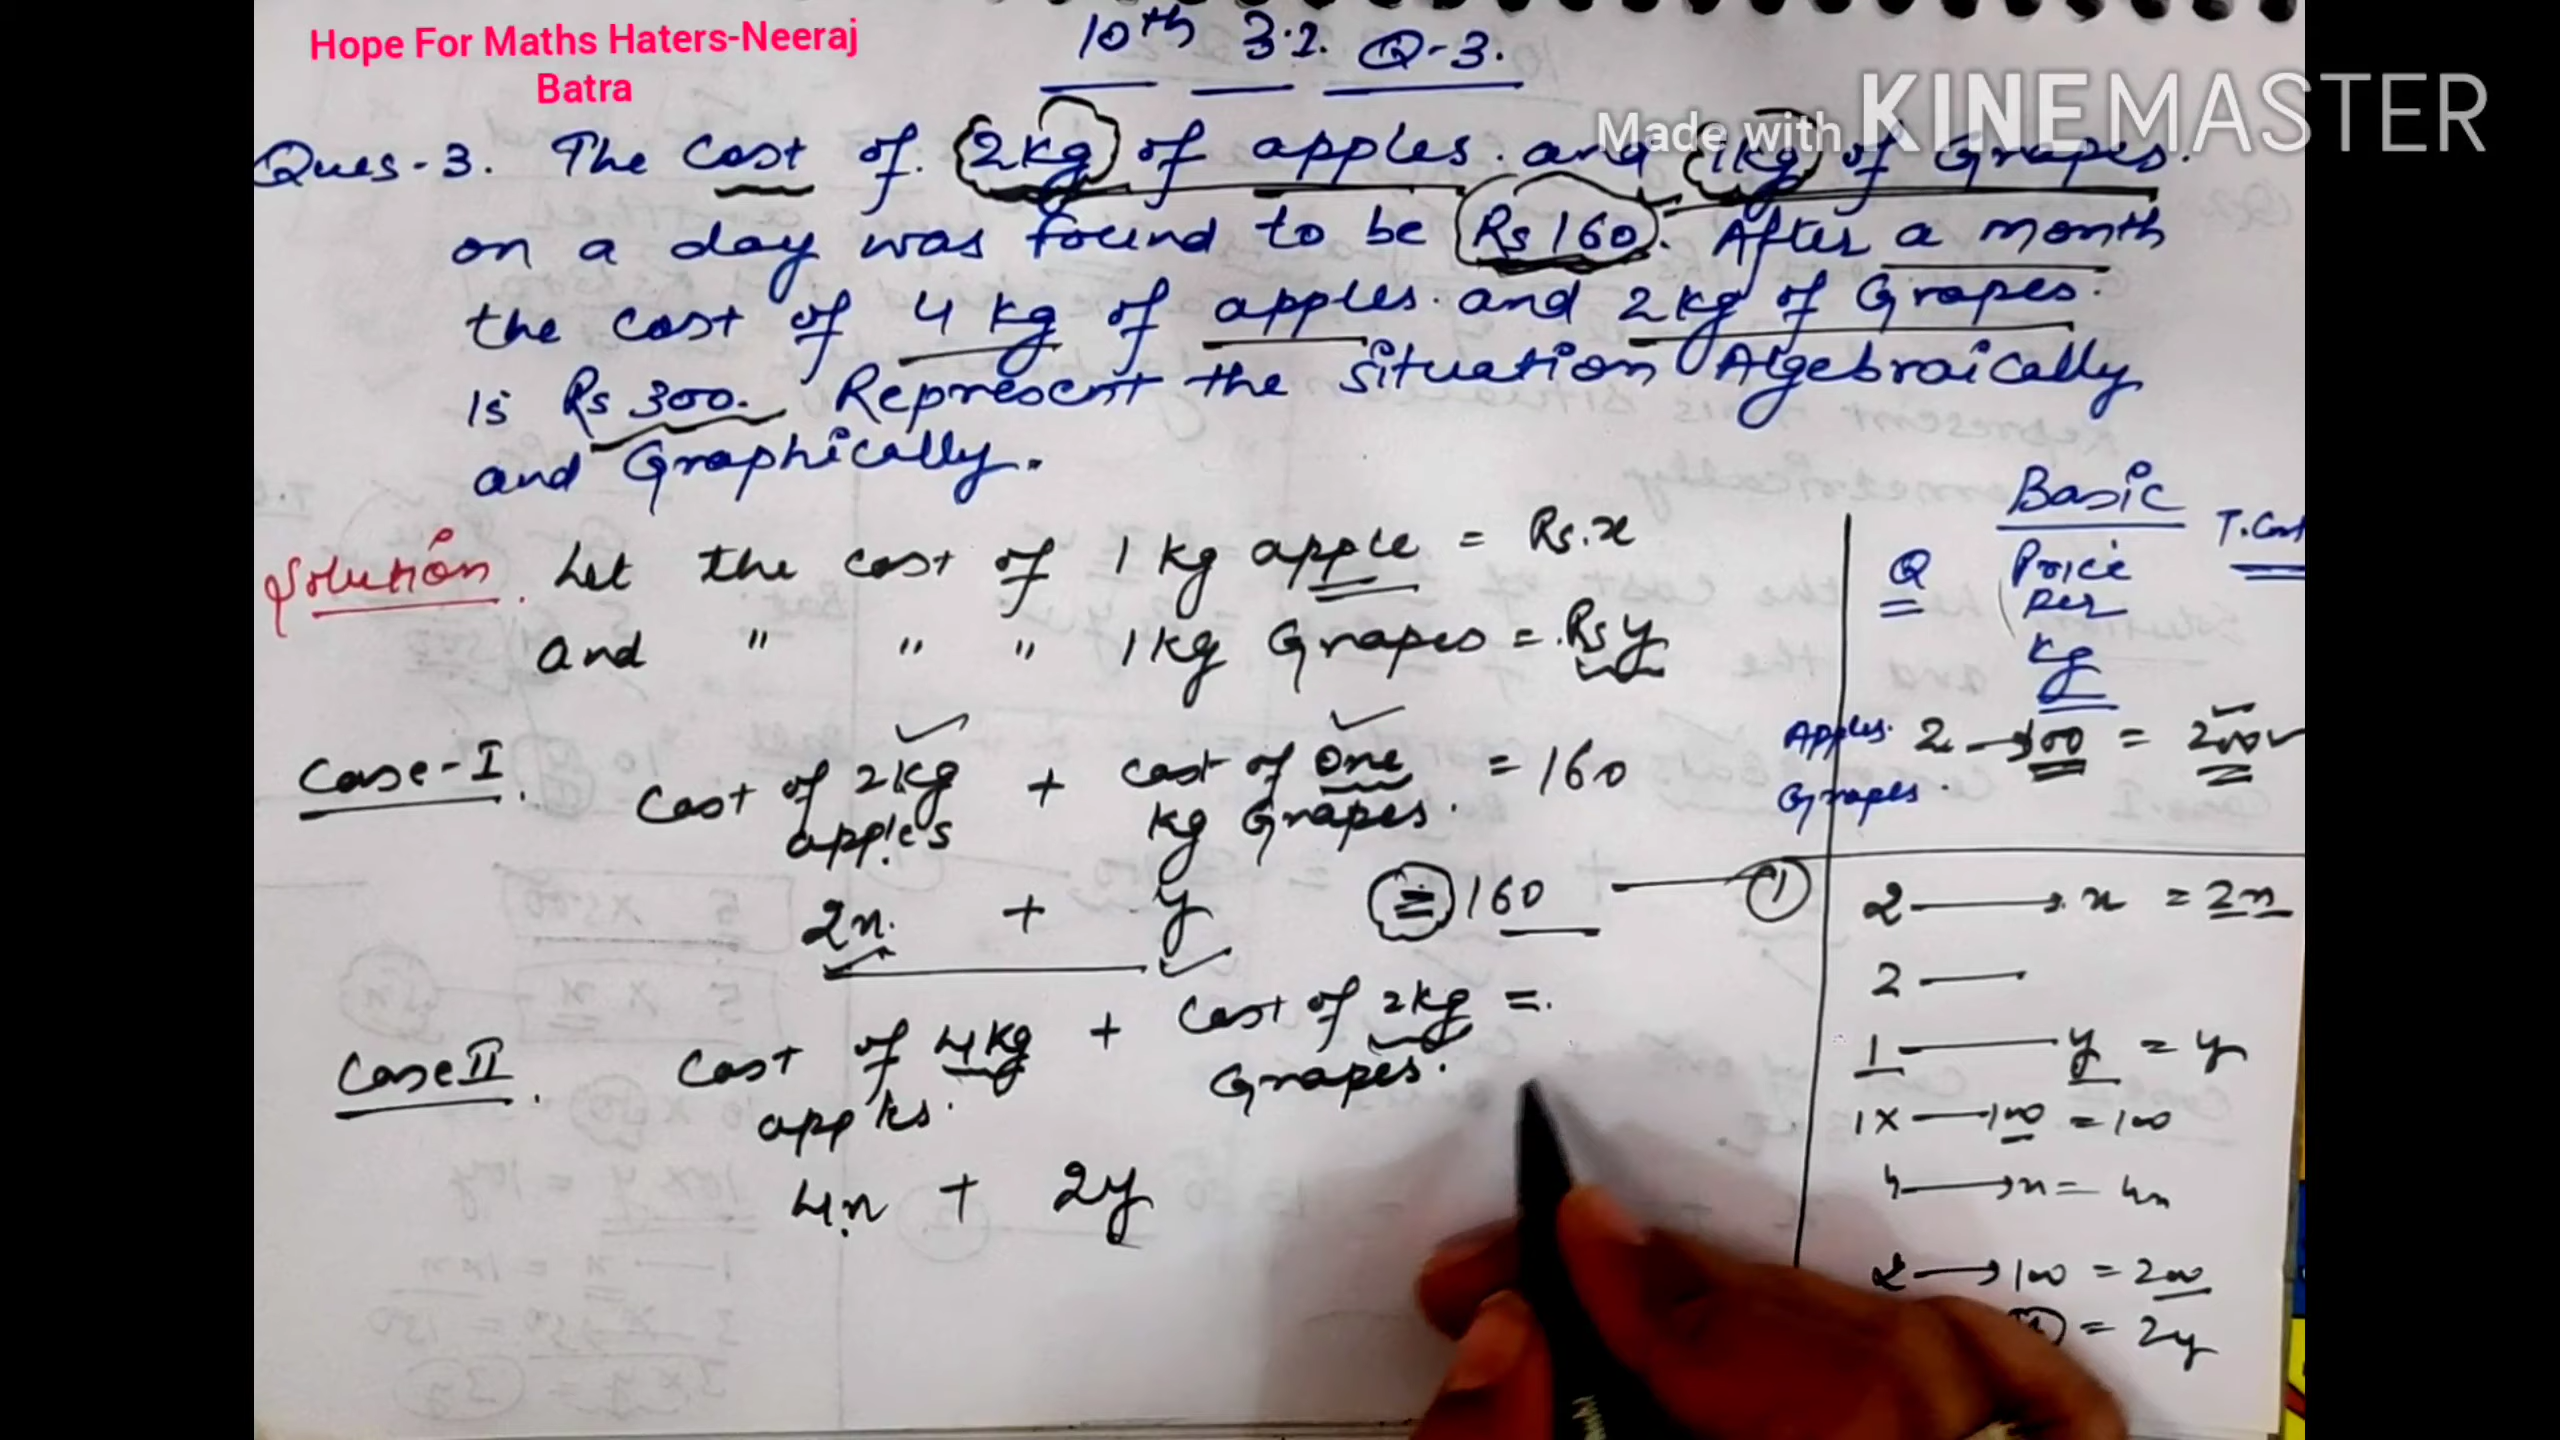 Hope For Maths Haters-Neeraj
Batra
10th 3.2. Q-3.
Made with KINEMASTER
Ques-3. The cost of 2kg of apples and 1kg of Grapes.
on a day was found to be Rs 160. After a month
the cost of 4 kg of apples and 2kg of Grapes.
is Rs 300. Represent the situation Algebraically
and Graphically.
Solution. Let the cost of 1 kg apple = Rs.x
and " " " 1kg Grapes = Rs y
Case-I. Cost of 2kg + cost of one = 160
apples kg Grapes.
2x + y = 160 ①
Case II. Cost of 4kg + Cost of 2kg =
apples. Grapes.
4x + 2y
Basic
Q Price T.Cost
Per
kg
Apples. 2 → 100 = 200
Grapes.
2 → x = 2x
2
1 y = y
1x 100 = 100
4 → x = 4x
2 → 100 = 200
= 2y